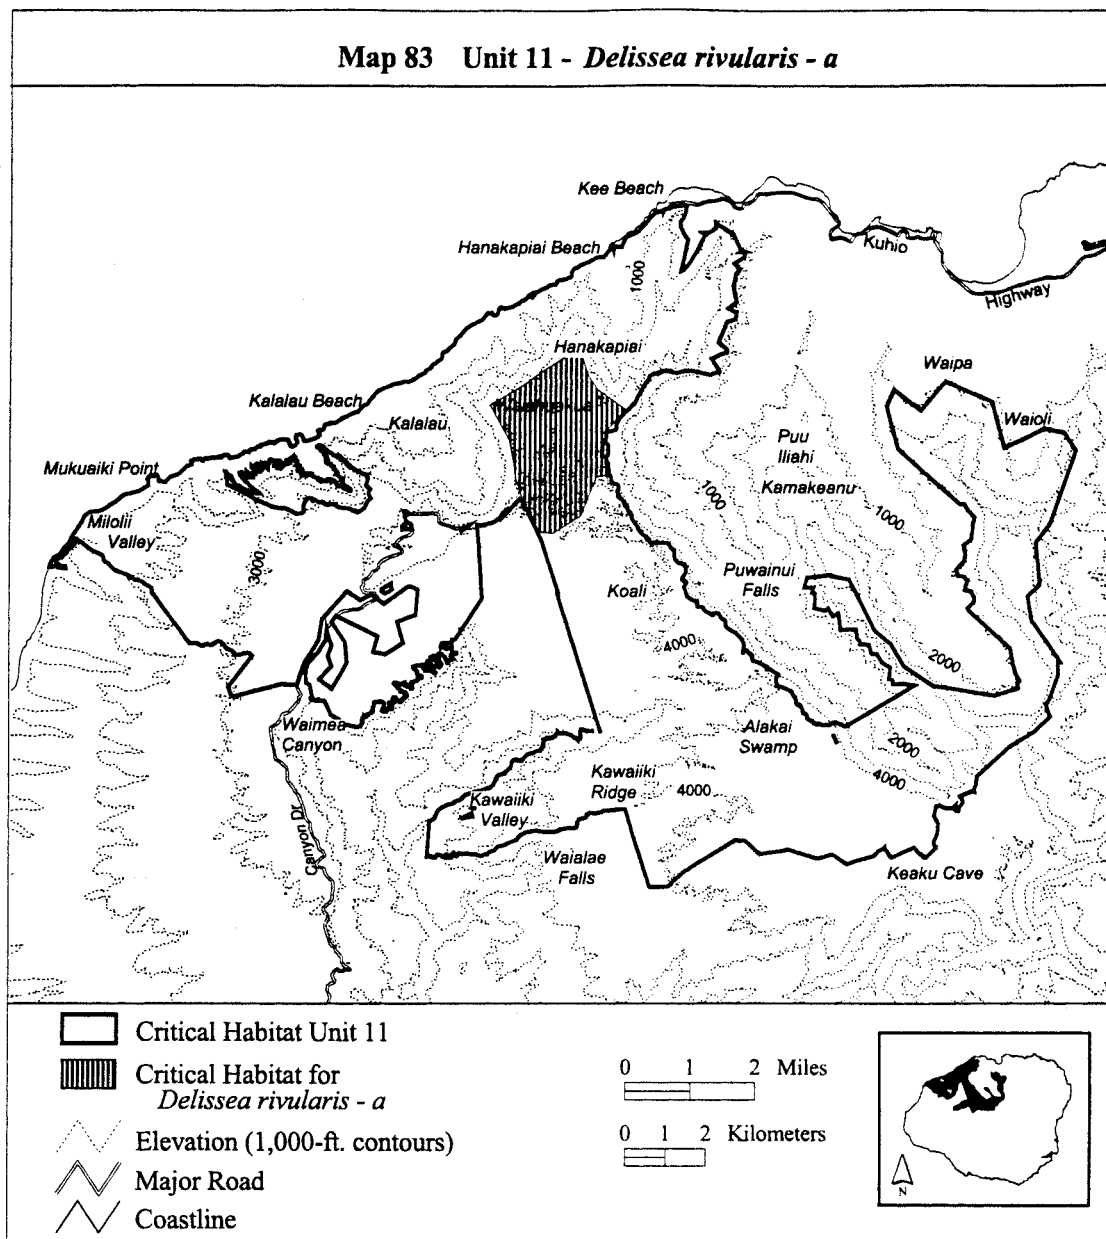 Map 83 Unit 11 - Delissea rivularis - a
Kee Beach
Hanakapiai Beach
Kuhio
Highway
1000
Hanakapiai
Waipa
Kalalau Beach
Kalalau
Waioli
Puu
Iliahi
Mukuaiki Point
Kamakeanu
1000
1000
Milolii
Valley
3000
Puwainui
Falls
Koali
4000
2000
Waimea
Canyon
Alakai
Swamp
2000
4000
Kawaiiki
Ridge
4000
Kawaiiki
Valley
Canyon Dr
Waialae
Falls
Keaku Cave
Critical Habitat Unit 11
Critical Habitat for
Delissea rivularis - a
Elevation (1,000-ft. contours)
Major Road
Coastline
0 1 2 Miles
0 1 2 Kilometers
N